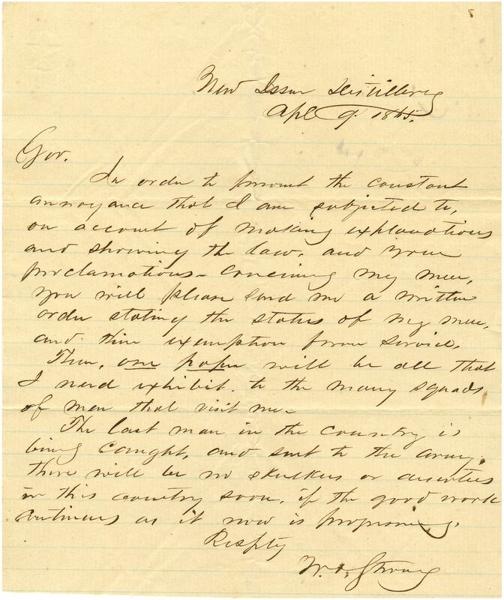 New Issue Distillery
Apl 9. 1865.
Gov.
In order to prevent the constant
annoyance that I am subjected to,
on account of making explanations
and showing the law, and your
proclamations – concerning my men,
you will please send me a written
order stating the status of my men,
and their exemption from service.
Then, one paper will be all that
I need exhibit. to the many squads
of men that visit me –
The last man in the country is
being caught, and sent to the army.
there will be no skulkers or deserters
in this country soon, if the good work
continues as it now is progressing.
Respfly
Strong